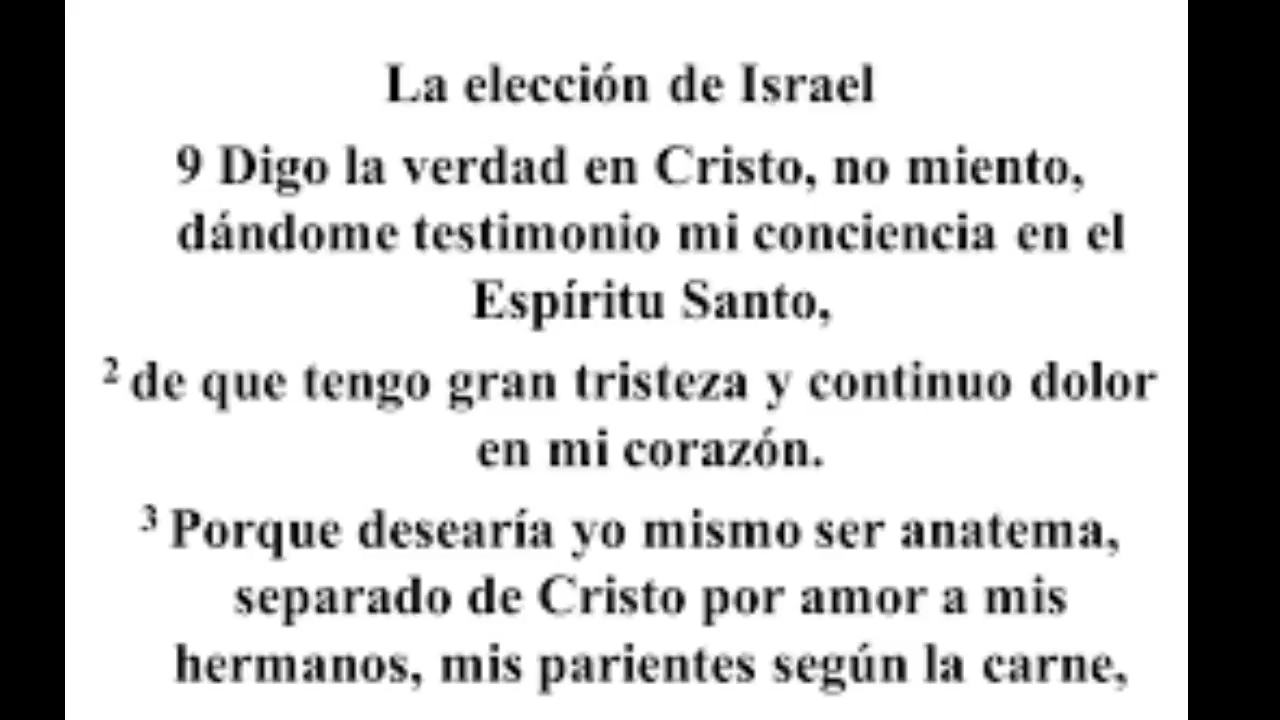 La elección de Israel
9 Digo la verdad en Cristo, no miento,
dándome testimonio mi conciencia en el
Espíritu Santo,
2 de que tengo gran tristeza y continuo dolor
en mi corazón.
3 Porque desearía yo mismo ser anatema,
separado de Cristo por amor a mis
hermanos, mis parientes según la carne,